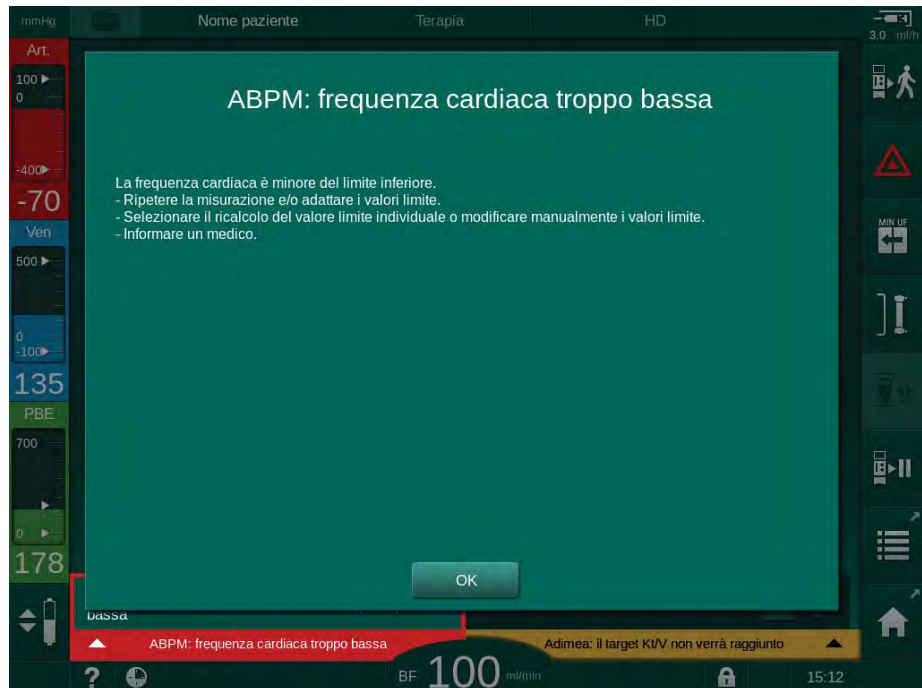 mmHg
Nome paziente
Terapia
HD
3,0 ml/h
Art.
100
0
-400
-70
Ven
500
0
-100
135
PBE
700
0
178
ABPM: frequenza cardiaca troppo bassa
La frequenza cardiaca è minore del limite inferiore.
- Ripetere la misurazione e/o adattare i valori limite.
- Selezionare il ricalcolo del valore limite individuale o modificare manualmente i valori limite.
- Informare un medico.
OK
MIN UF
bassa
ABPM: frequenza cardiaca troppo bassa
Adimea: il target Kt/V non verrà raggiunto
?
BF 100 ml/min
15:12